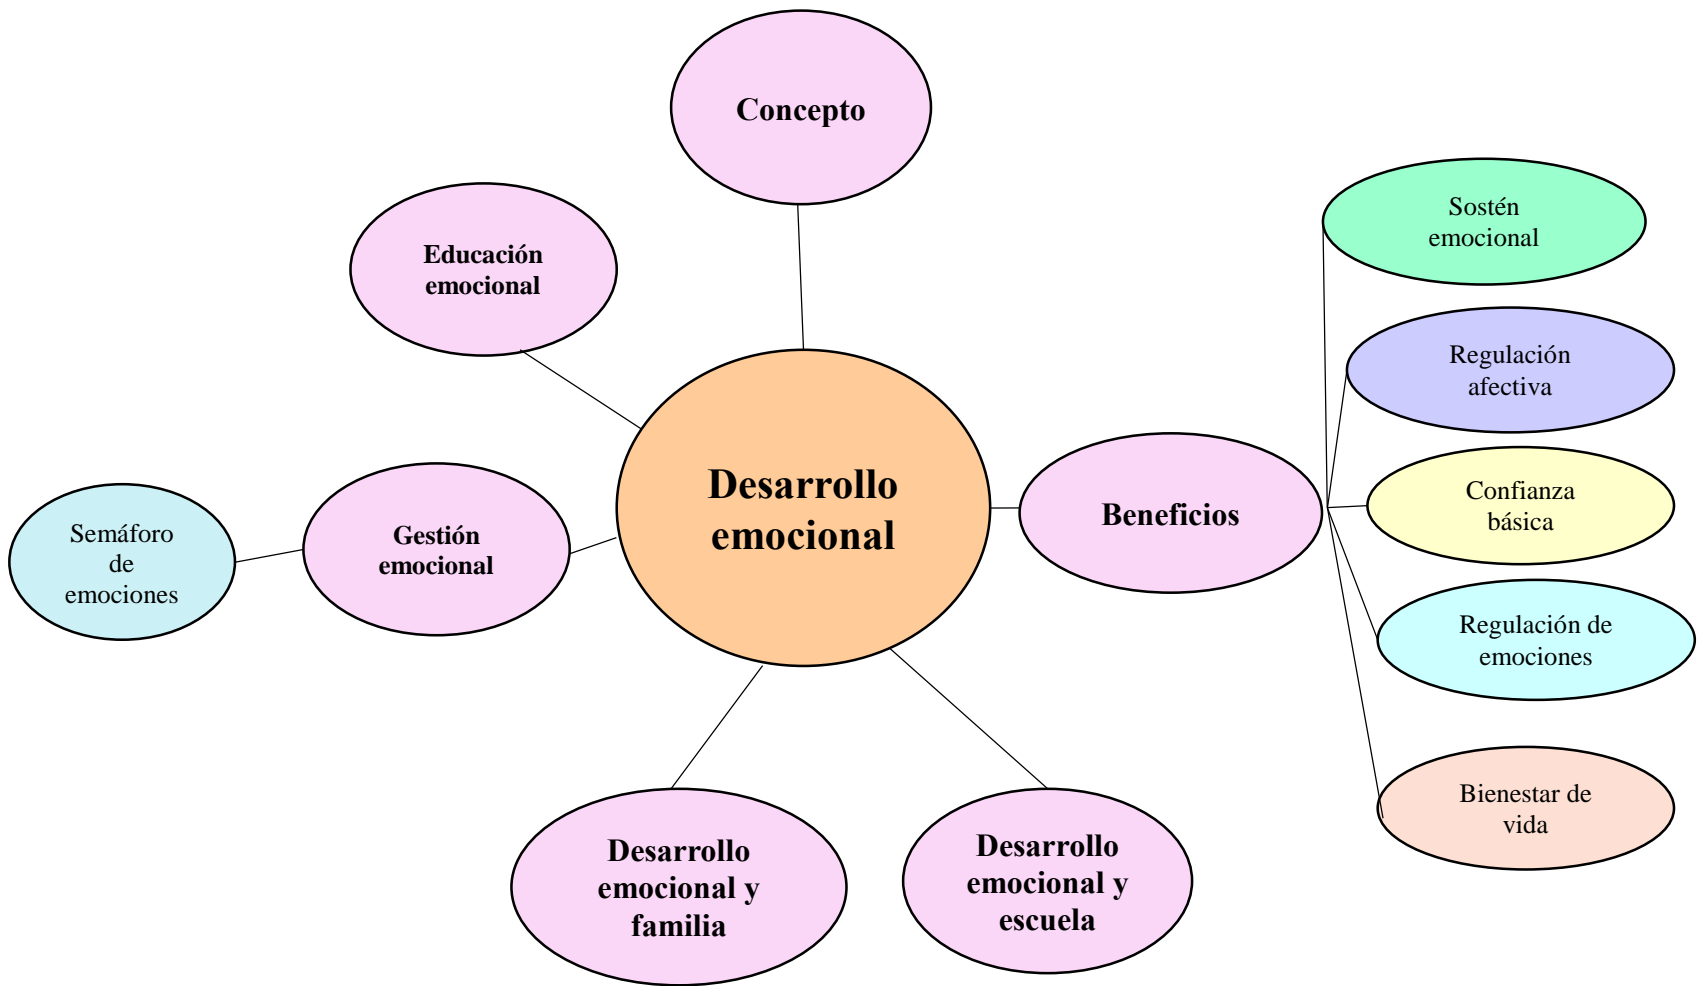 Concepto
Sostén
emocional
Educación
emocional
Regulación
afectiva
Desarrollo
emocional
Beneficios
Confianza
básica
Semáforo
de
emociones
Gestión
emocional
Regulación de
emociones
Bienestar de
vida
Desarrollo
emocional y
familia
Desarrollo
emocional y
escuela